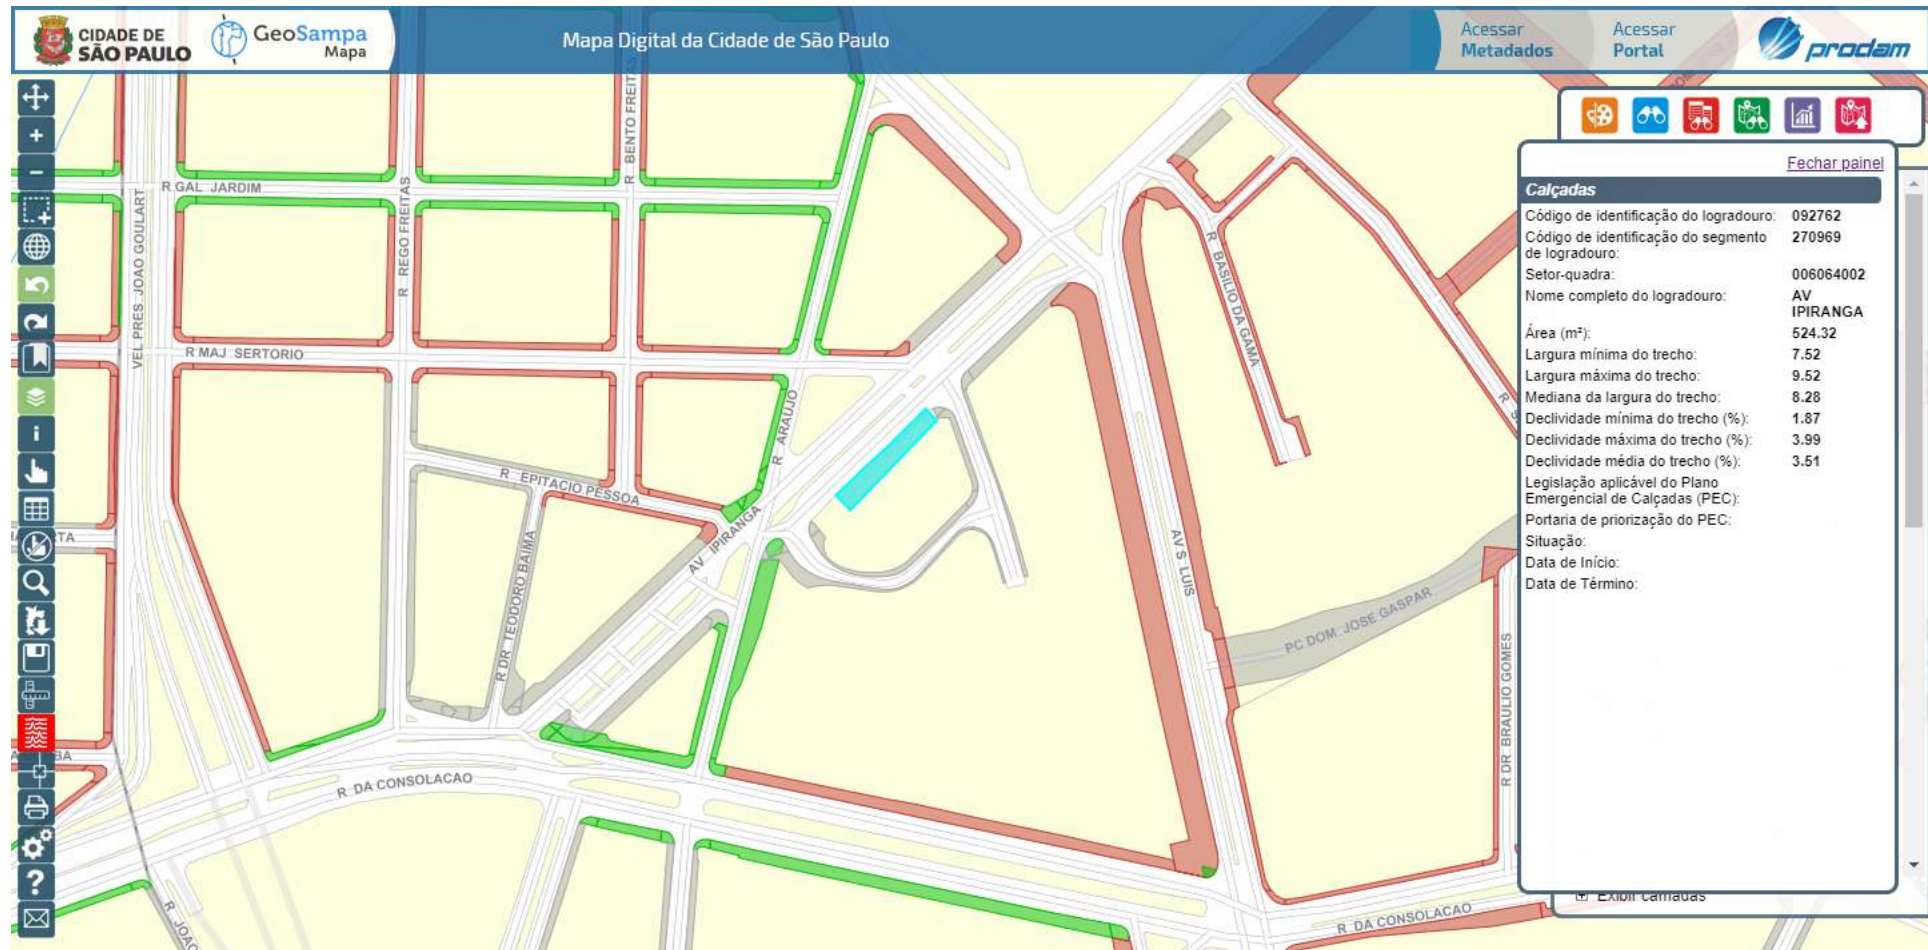 CIDADE DE
SÃO PAULO
GeoSampa
Mapa
Mapa Digital da Cidade de São Paulo
Acessar
Metadados
Acessar
Portal
prodam
Fechar painel
Calçadas
Código de identificação do logradouro: 092762
Código de identificação do segmento 270969
de logradouro:
Setor-quadra: 006064002
Nome completo do logradouro: AV
IPIRANGA
Área (m²): 524.32
Largura mínima do trecho: 7.52
Largura máxima do trecho: 9.52
Mediana da largura do trecho: 8.28
Declividade mínima do trecho (%): 1.87
Declividade máxima do trecho (%): 3.99
Declividade média do trecho (%): 3.51
Legislação aplicável do Plano
Emergencial de Calçadas (PEC):
Portaria de priorização do PEC:
Situação:
Data de Início:
Data de Término:
Exibir camadas
R GAL JARDIM
R BENTO FREITAS
R REGO FREITAS
VEL PRES JOAO GOULART
R MAJ SERTORIO
R ARAUJO
R EPITACIO PESSOA
AV IPIRANGA
R DR TEODORO BAIMA
R BASILIO DA GAMA
AV S LUIS
PC DOM JOSE GASPAR
R DR BRAULIO GOMES
R DA CONSOLACAO
R DA CONSOLACAO
R JOAO
TA
BA